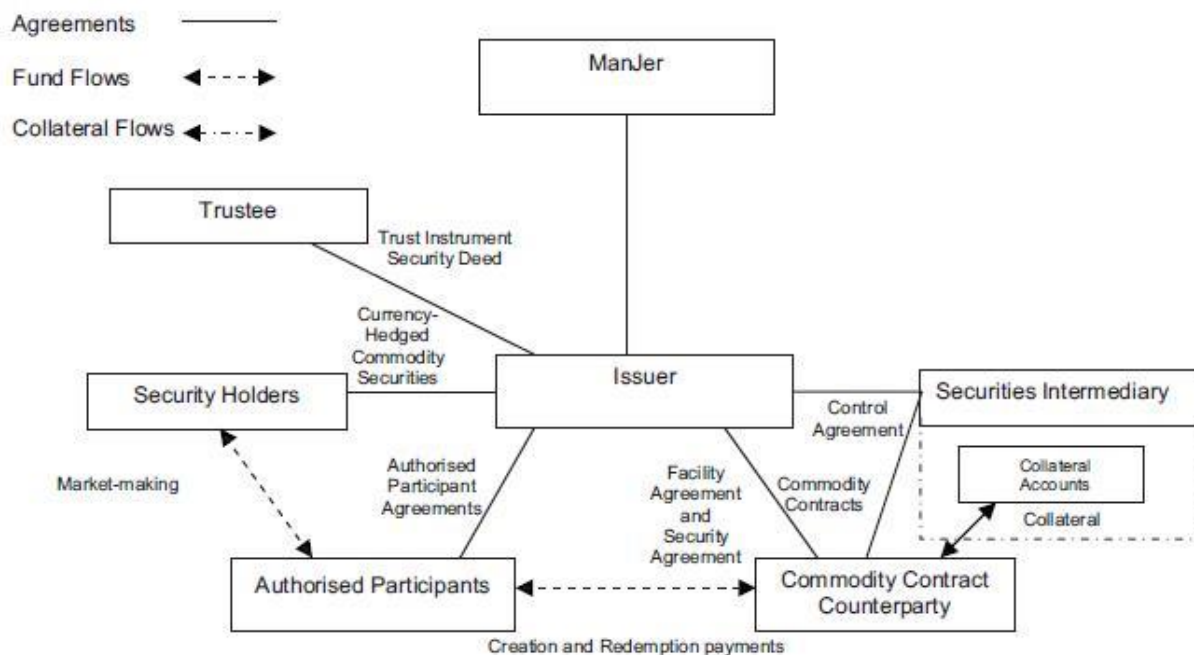 Agreements
Fund Flows
Collateral Flows
ManJer
Trustee
Trust Instrument
Security Deed
Currency-
Hedged
Commodity
Securities
Security Holders
Issuer
Securities Intermediary
Control
Agreement
Collateral
Accounts
Collateral
Market-making
Authorised
Participant
Agreements
Facility
Agreement
and
Security
Agreement
Commodity
Contracts
Authorised Participants
Commodity Contract
Counterparty
Creation and Redemption payments